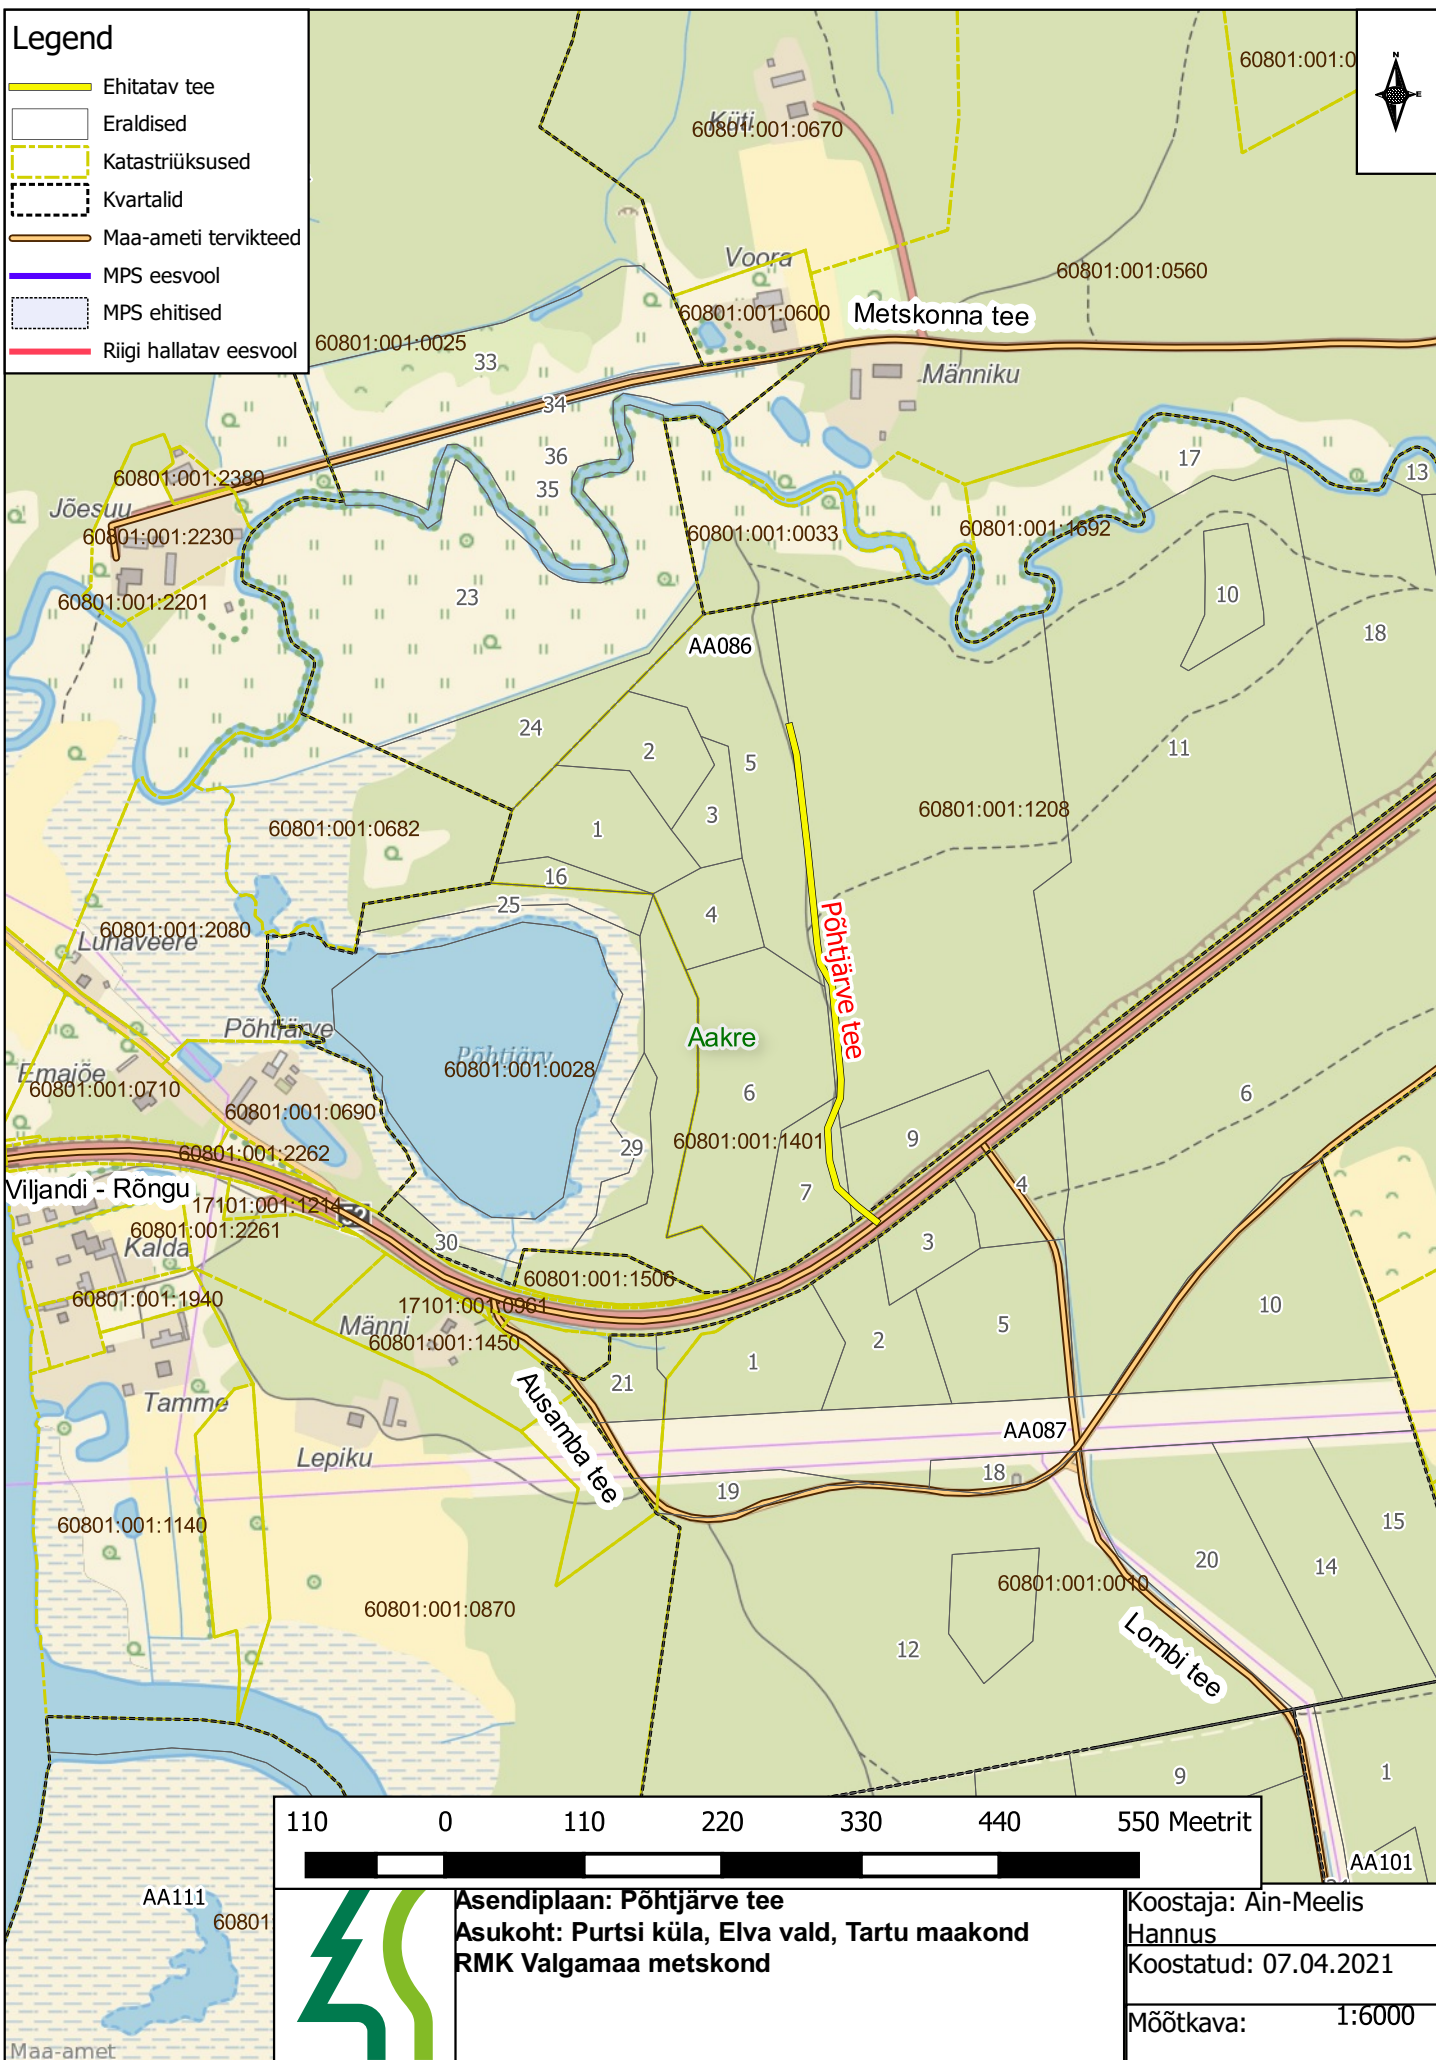 Legend
Ehitatav tee
Eraldised
Katastriüksused
Kvartalid
Maa-ameti tervikteed
MPS eesvool
MPS ehitised
Riigi hallatav eesvool
N
E
60801:001:0
Küti
60801:001:0670
Voora
60801:001:0560
60801:001:0600
Metskonna tee
60801:001:0025
33
Männiku
34
36
17
13
60801:001:2380
35
Jõesuu
60801:001:2230
60801:001:0033
60801:001:1692
60801:001:2201
23
10
18
AA086
24
2
5
11
3
60801:001:1208
60801:001:0682
1
16
25
4
60801:001:2080
Luhaveere
Põhtjärve tee
Põhtjärve
Aakre
Põhtjärv
60801:001:0028
Emajõe
60801:001:0710
6
6
60801:001:0690
60801:001:1401
9
60801:001:2262
29
Viljandi - Rõngu
17101:001:1214
7
4
60801:001:2261
Kalda
30
3
60801:001:1506
60801:001:1940
17101:001:0961
10
Männi
60801:001:1450
2
5
1
21
Ausamba tee
Tamme
AA087
Lepiku
18
19
60801:001:1140
15
20
14
60801:001:0010
60801:001:0870
12
Lombi tee
9
1
110 0 110 220 330 440 550 Meetrit
AA101
AA111
60801
Asendiplaan: Põhtjärve tee
Asukoht: Purtsi küla, Elva vald, Tartu maakond
RMK Valgamaa metskond
Koostaja: Ain-Meelis
Hannus
Koostatud: 07.04.2021
Mõõtkava: 1:6000
Maa-amet